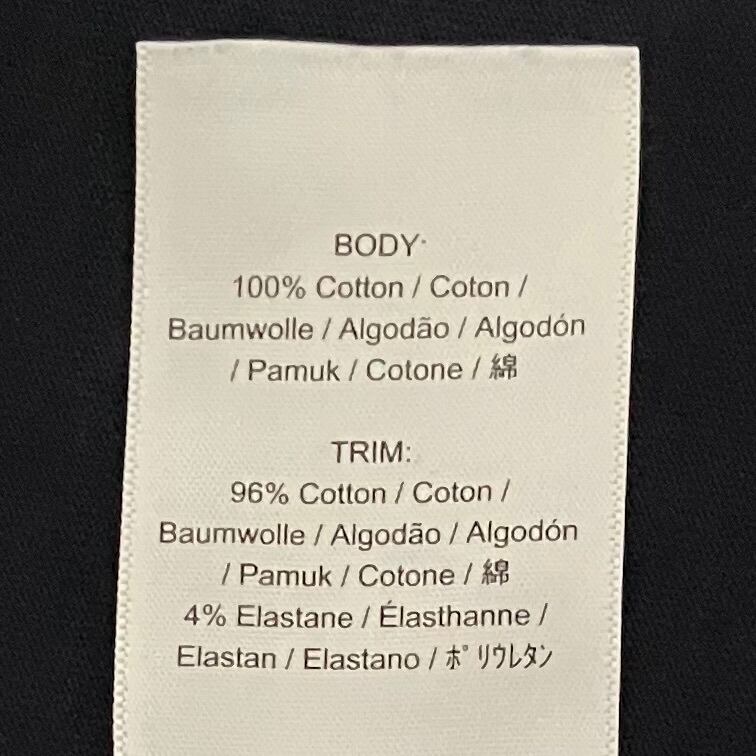 BODY:
100% Cotton / Coton /
Baumwolle / Algodão / Algodón
/ Pamuk / Cotone / 綿
TRIM:
96% Cotton / Coton /
Baumwolle / Algodão / Algodón
/ Pamuk / Cotone / 綿
4% Elastane / Élasthanne /
Elastan / Elastano / ﾎﾟﾘｳﾚﾀﾝ